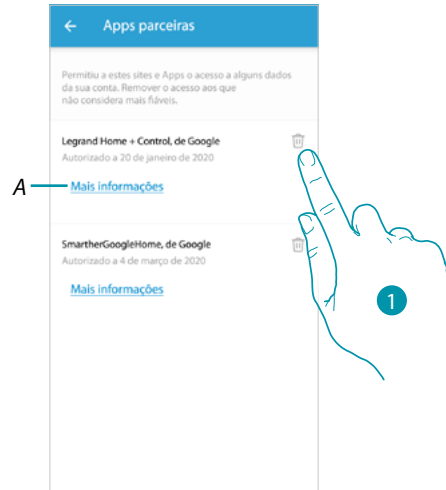 ← Apps parceiras
Permitiu a estes sites e Apps o acesso a alguns dados
da sua conta. Remover o acesso aos que
não considera mais fiáveis.
Legrand Home + Control, de Google
Autorizado a 20 de janeiro de 2020
A
Mais informações
SmartherGoogleHome, de Google
Autorizado a 4 de março de 2020
Mais informações
1